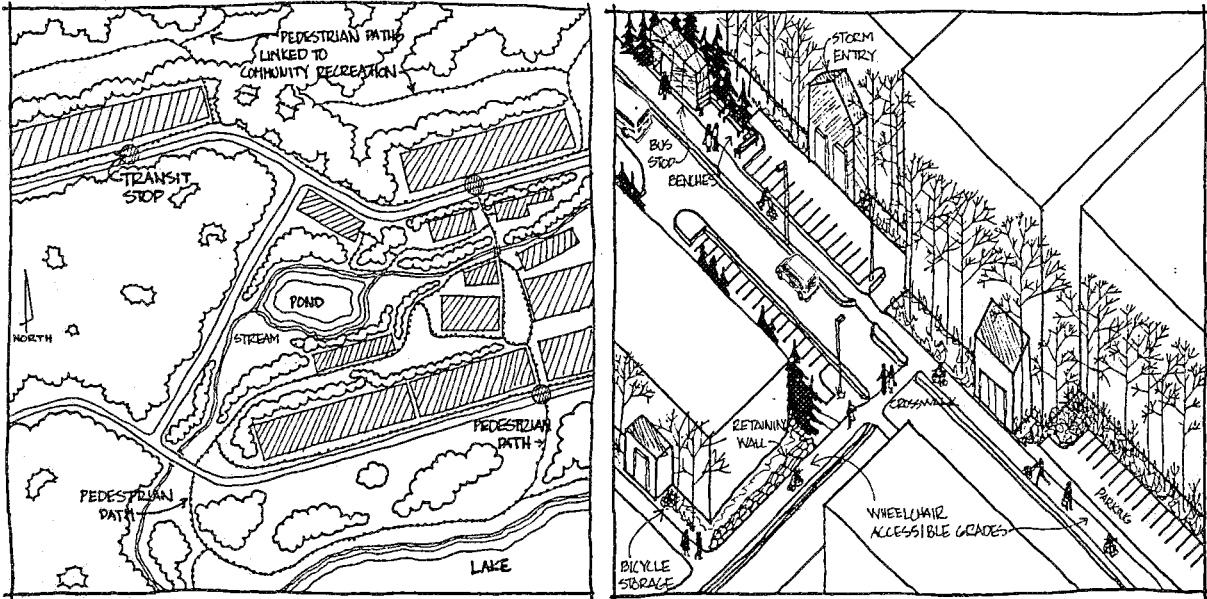 PEDESTRIAN PATHS
LINKED TO
COMMUNITY RECREATION
TRANSIT
STOP
POND
NORTH
STREAM
PEDESTRIAN
PATH
PEDESTRIAN
PATH
LAKE
STORM
ENTRY
BUS
STOP
BENCHES
CROSSWALK
RETAINING
WALL
WHEELCHAIR
ACCESSIBLE GRADES
PARKING
BICYCLE
STORAGE